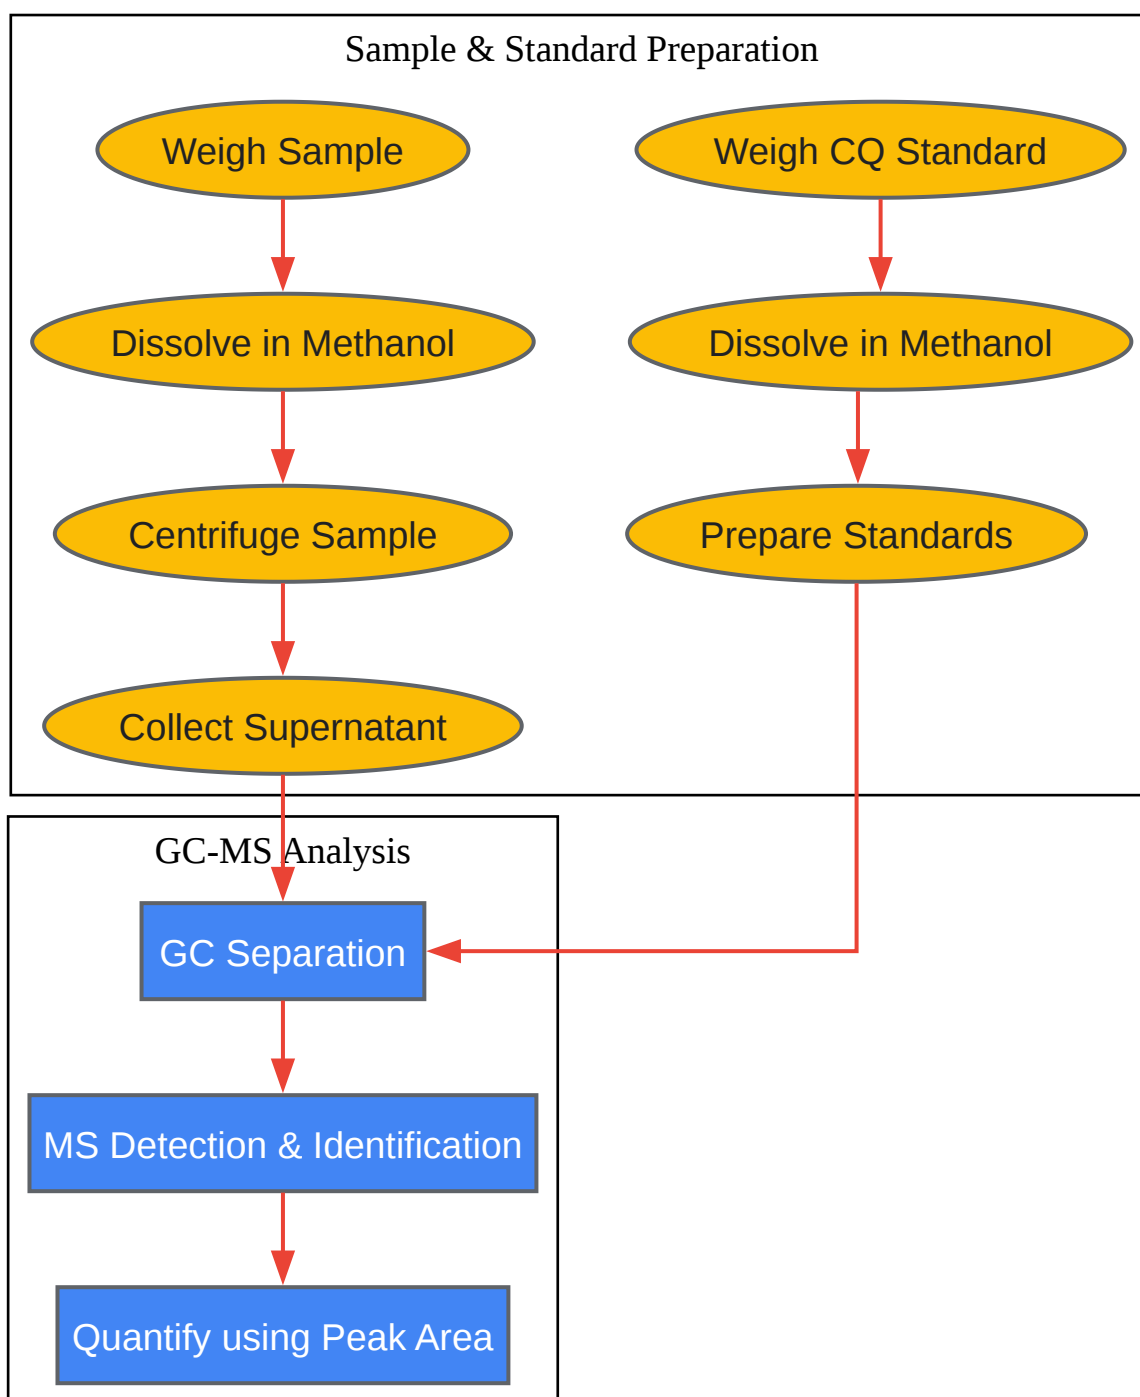 Sample & Standard Preparation
Weigh Sample
Weigh CQ Standard
Dissolve in Methanol
Dissolve in Methanol
Centrifuge Sample
Prepare Standards
Collect Supernatant
GC-MS Analysis
GC Separation
MS Detection & Identification
Quantify using Peak Area